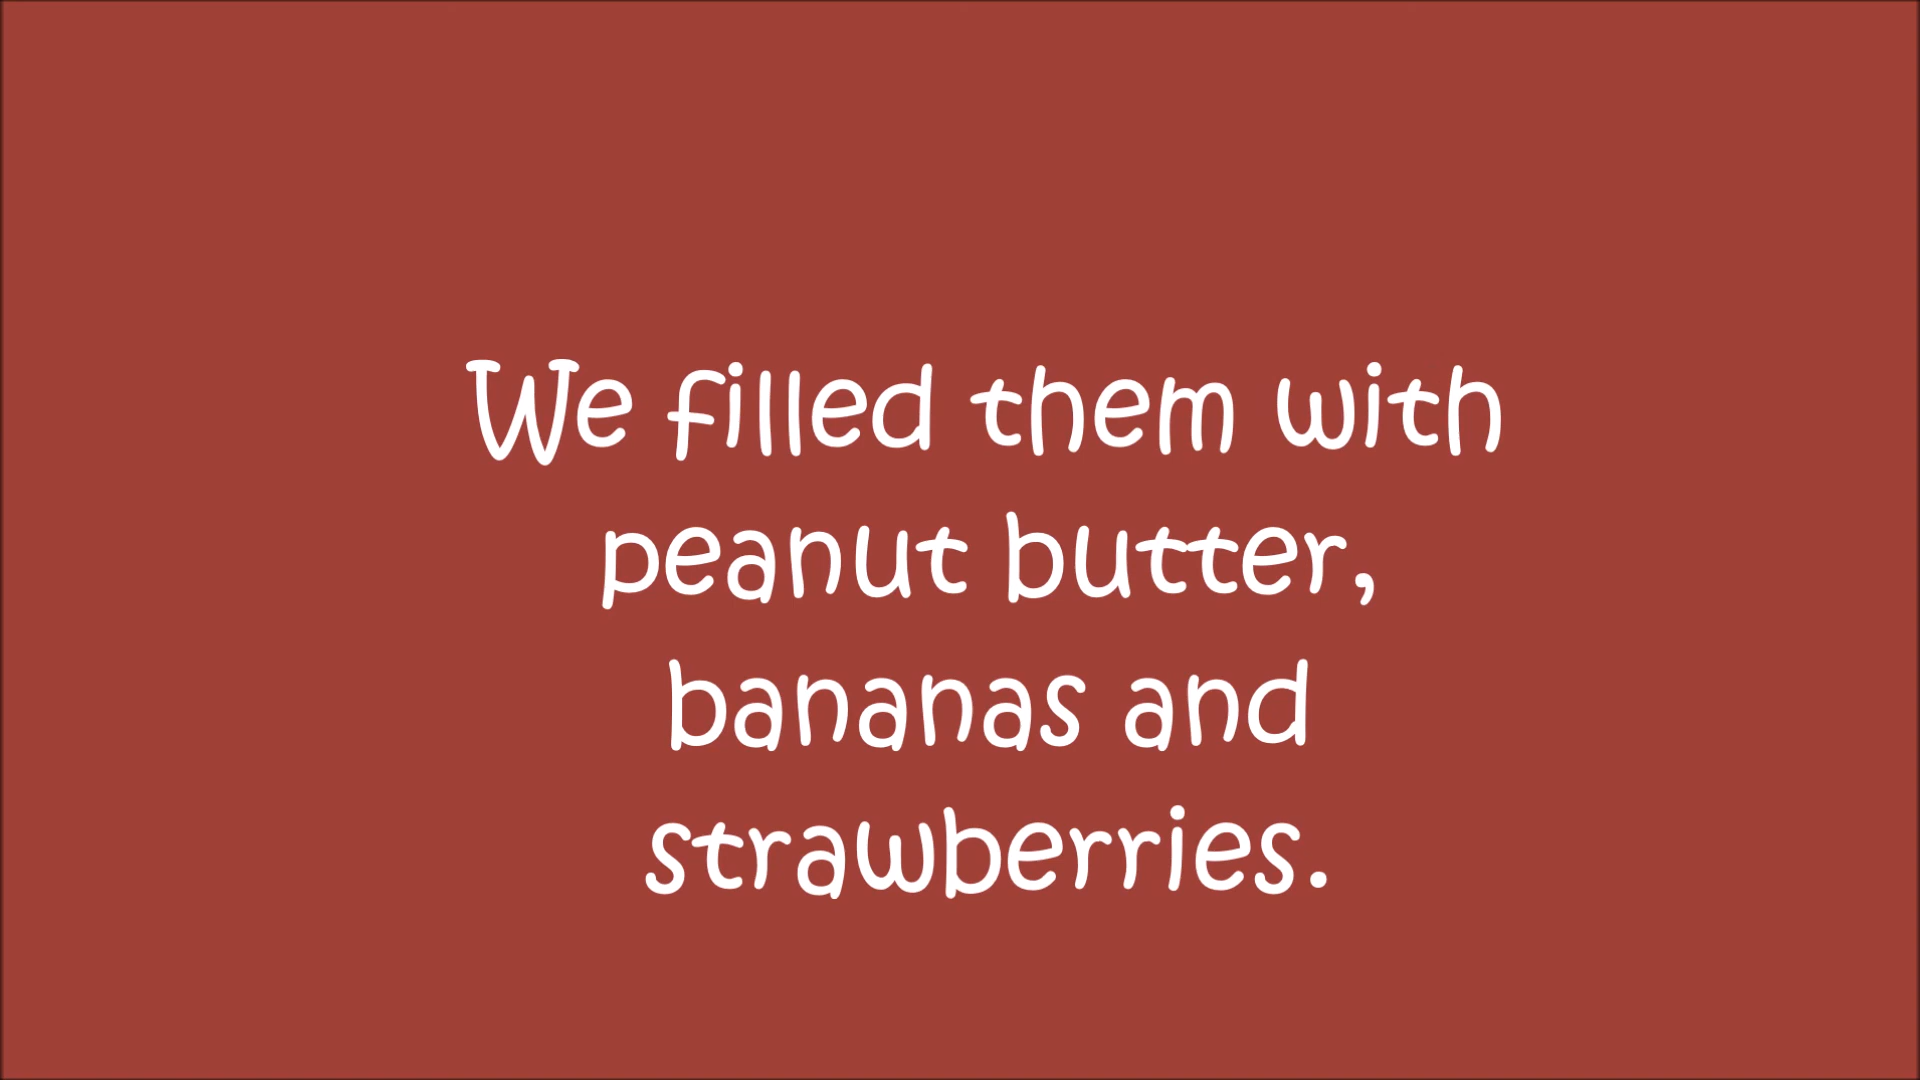 We filled them with
peanut butter,
bananas and
strawberries.